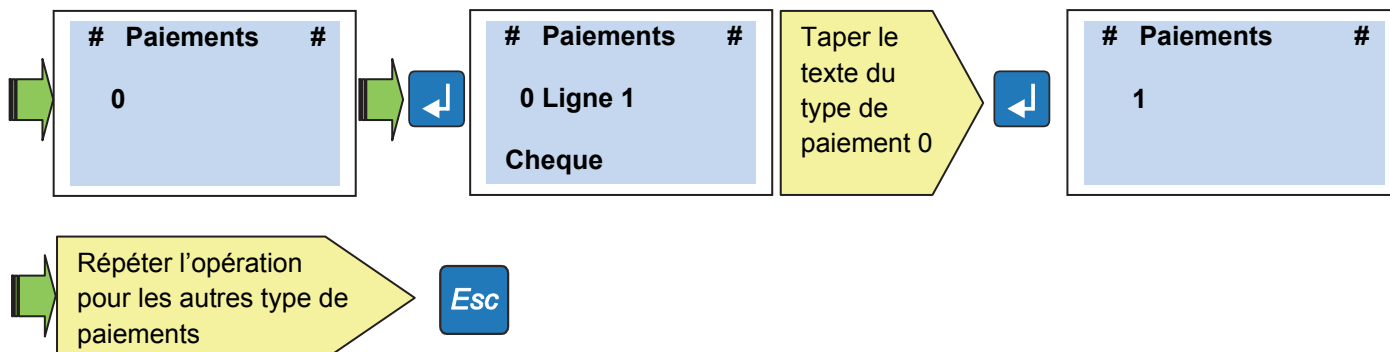 # Paiements #
0
# Paiements #
0 Ligne 1
Cheque
Taper le
texte du
type de
paiement 0
# Paiements #
1
Répéter l’opération
pour les autres type de
paiements
Esc